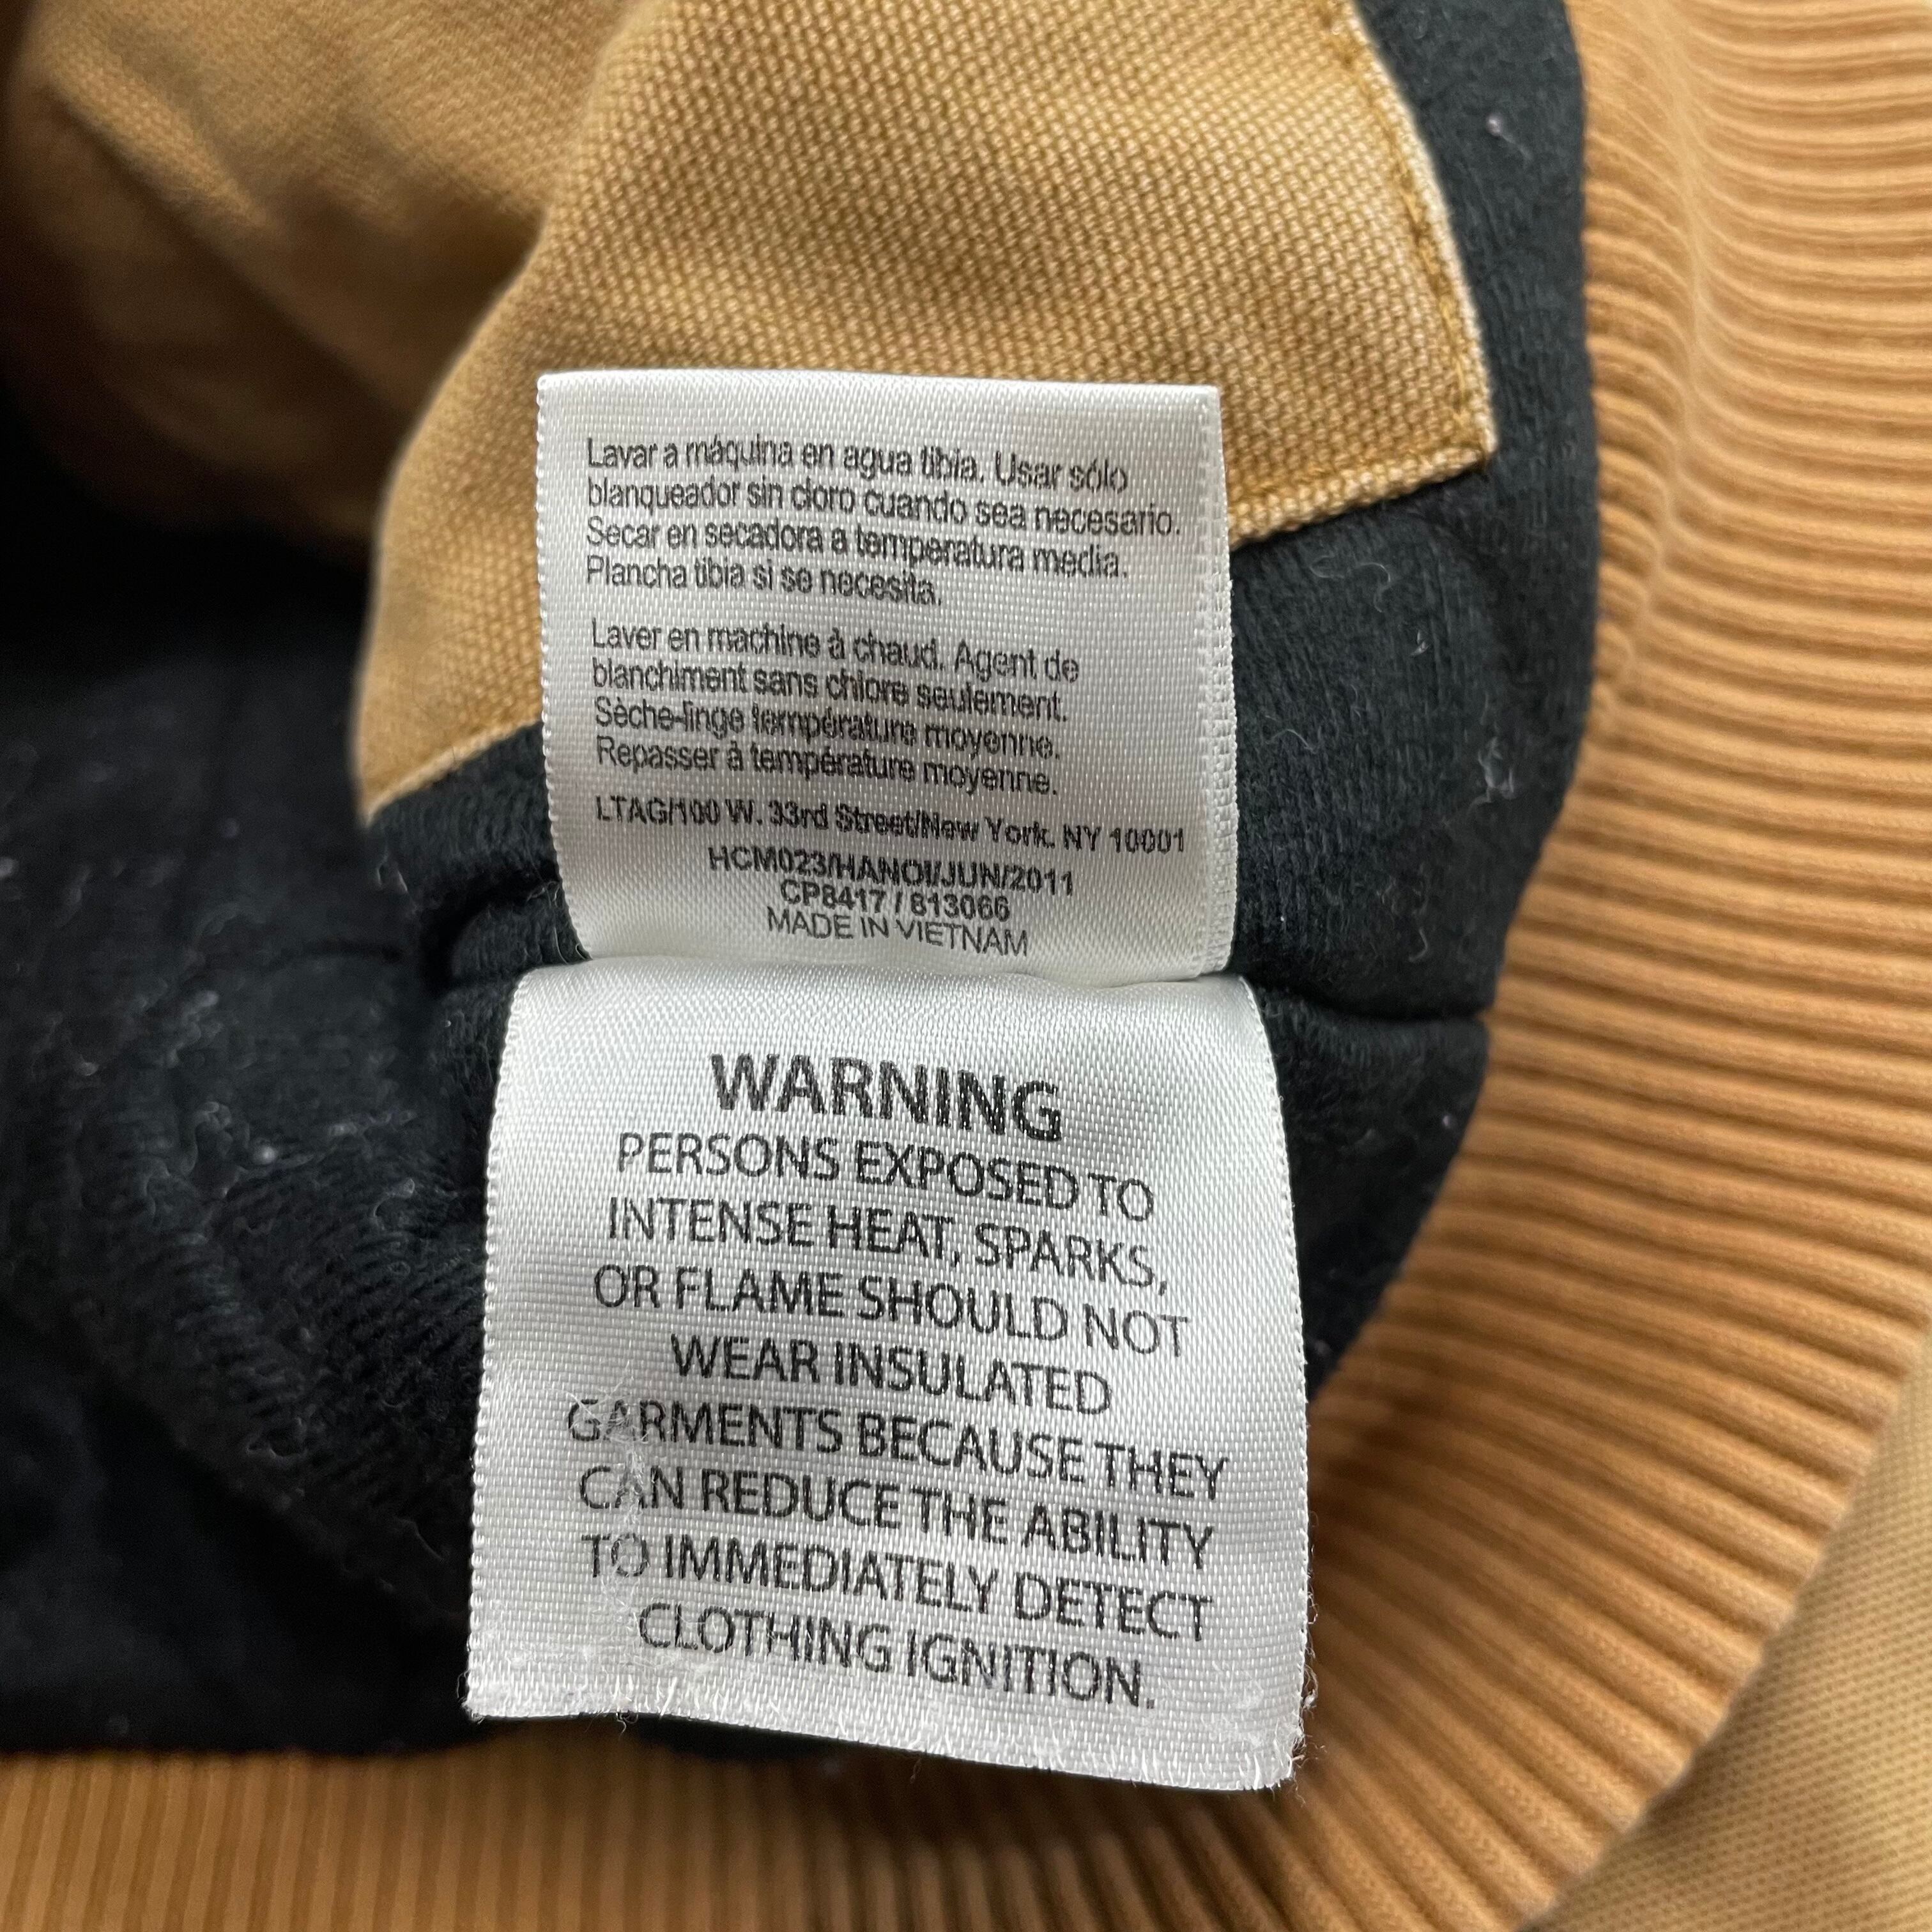 Lavar a máquina en agua tibia. Usar sólo
blanqueador sin cloro cuando sea necesario.
Secar en secadora a temperatura media.
Plancha tibia si se necesita.
Laver en machine à chaud. Agent de
blanchiment sans chlore seulement.
Sèche-linge température moyenne.
Repasser à température moyenne.
LTAG/100 W. 33rd Street/New York. NY 10001
HCM023/HANOI/JUN/2011
CP8417 / 813066
MADE IN VIETNAM
WARNING
PERSONS EXPOSED TO
INTENSE HEAT, SPARKS,
OR FLAME SHOULD NOT
WEAR INSULATED
GARMENTS BECAUSE THEY
CAN REDUCE THE ABILITY
TO IMMEDIATELY DETECT
CLOTHING IGNITION.